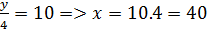 y/4 = 10 => x = 10.4 = 40